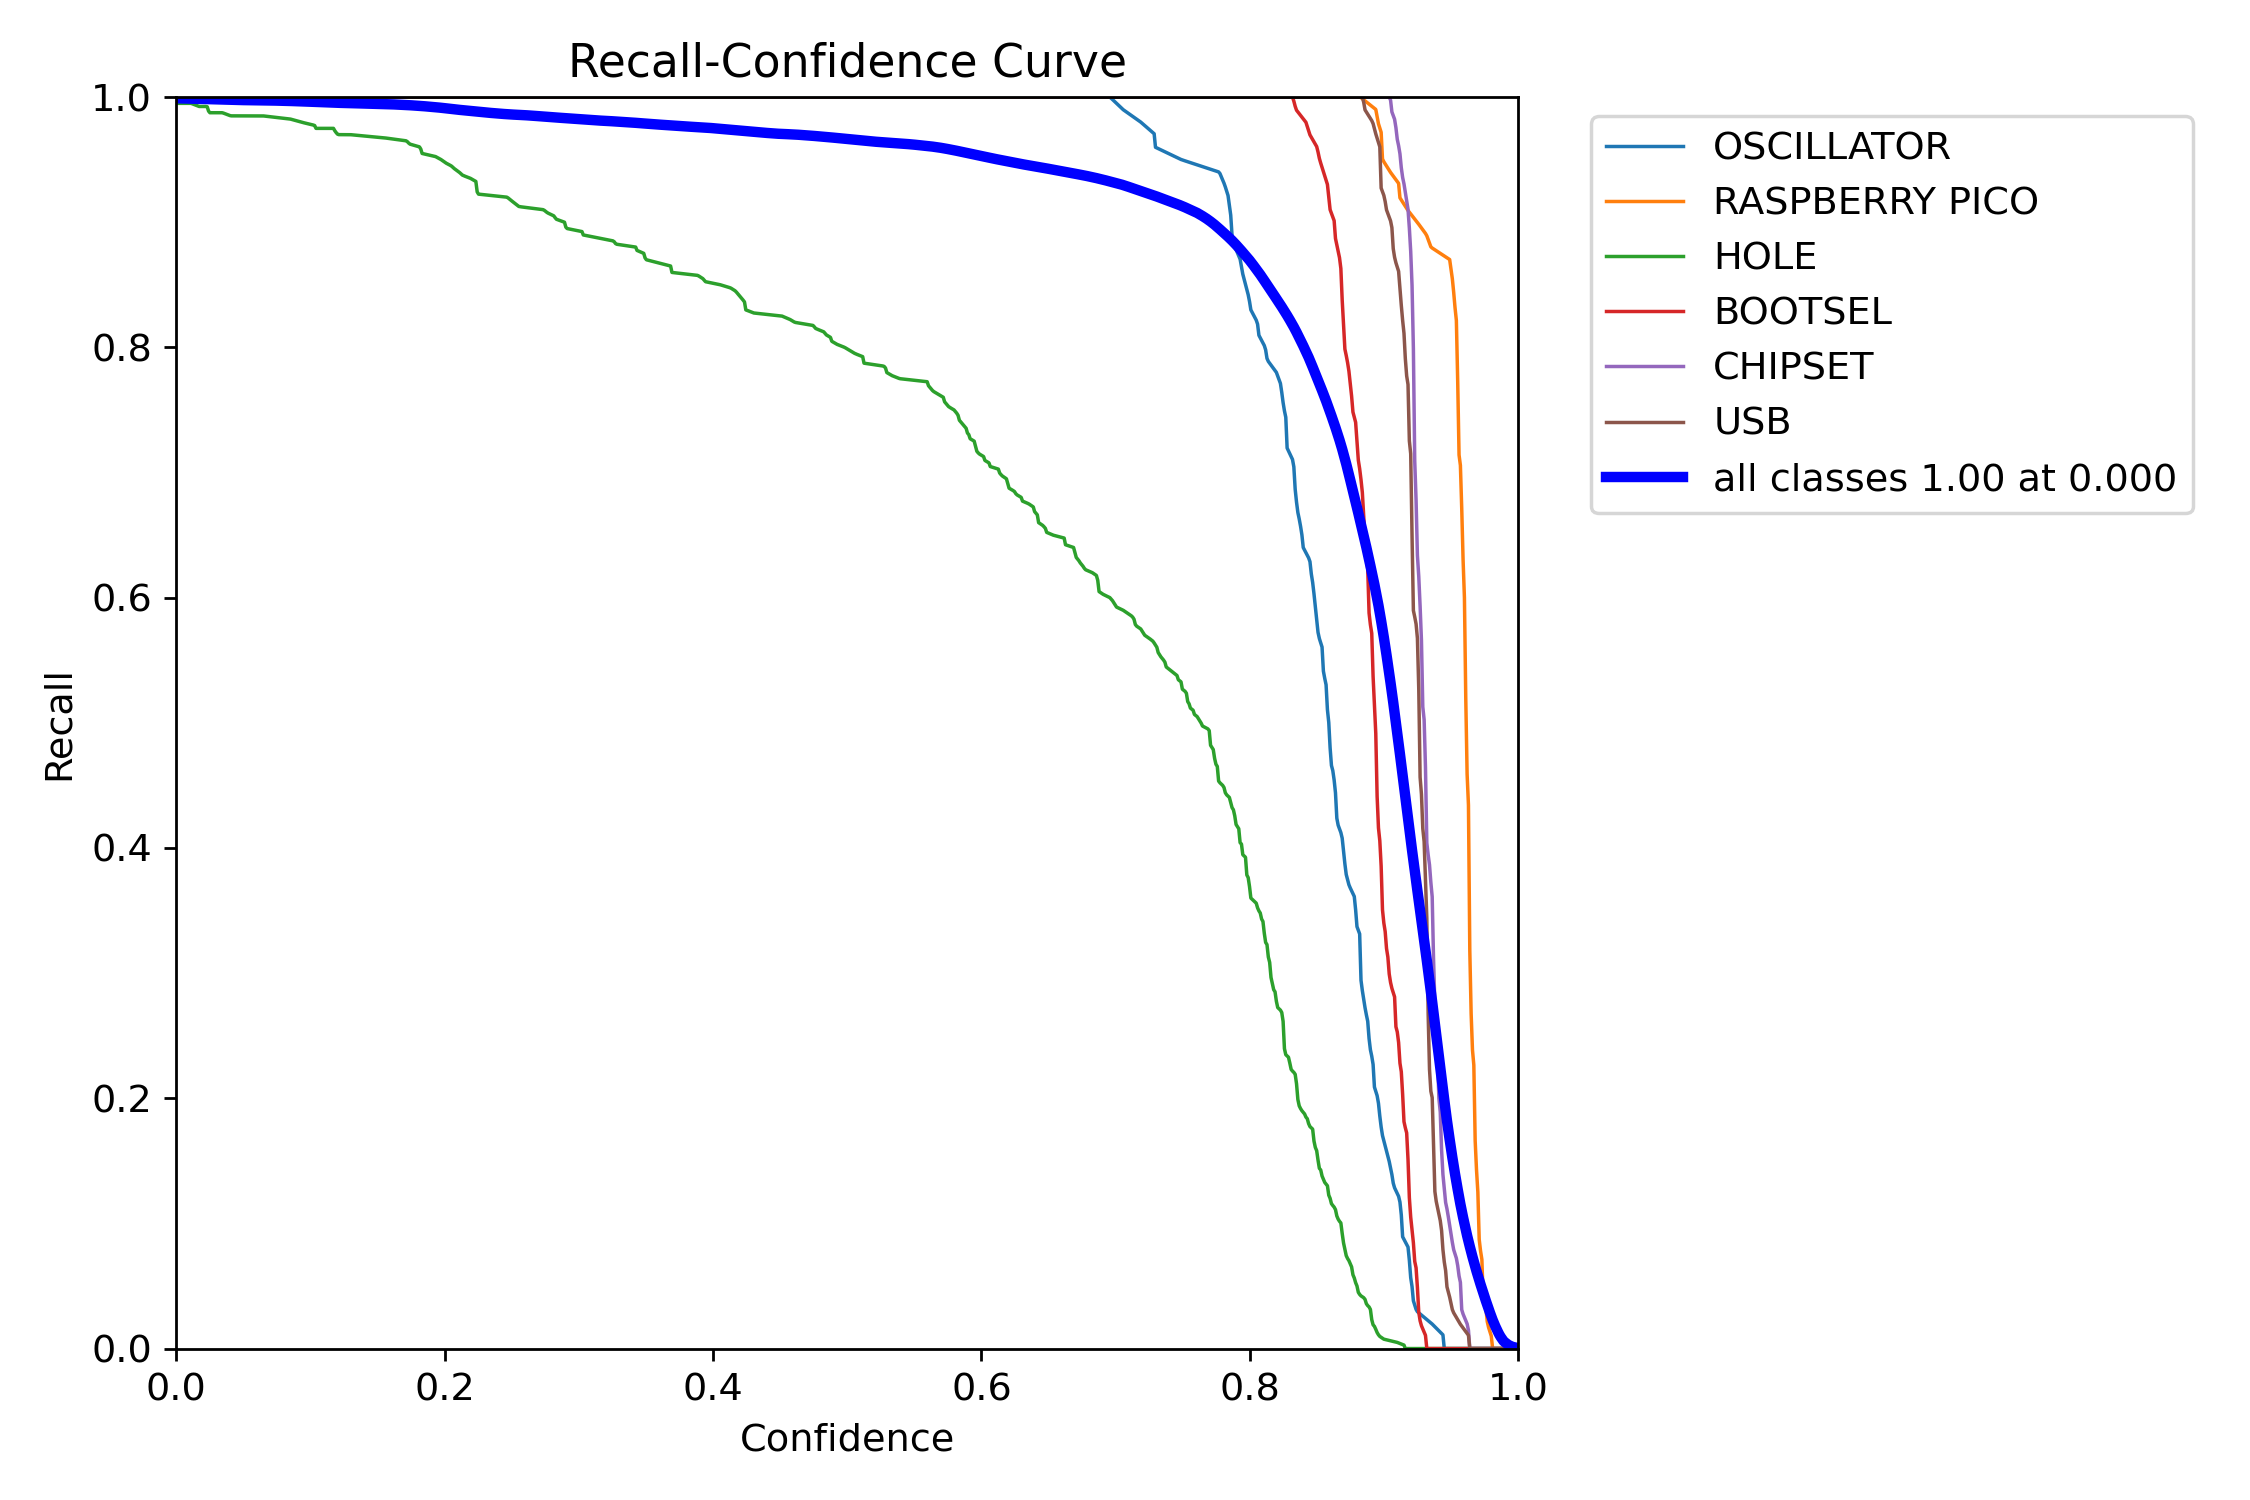 Recall-Confidence Curve
1.0
0.8
0.6
0.4
0.2
0.0
Recall
0.0 0.2 0.4 0.6 0.8 1.0
Confidence
OSCILLATOR
RASPBERRY PICO
HOLE
BOOTSEL
CHIPSET
USB
all classes 1.00 at 0.000